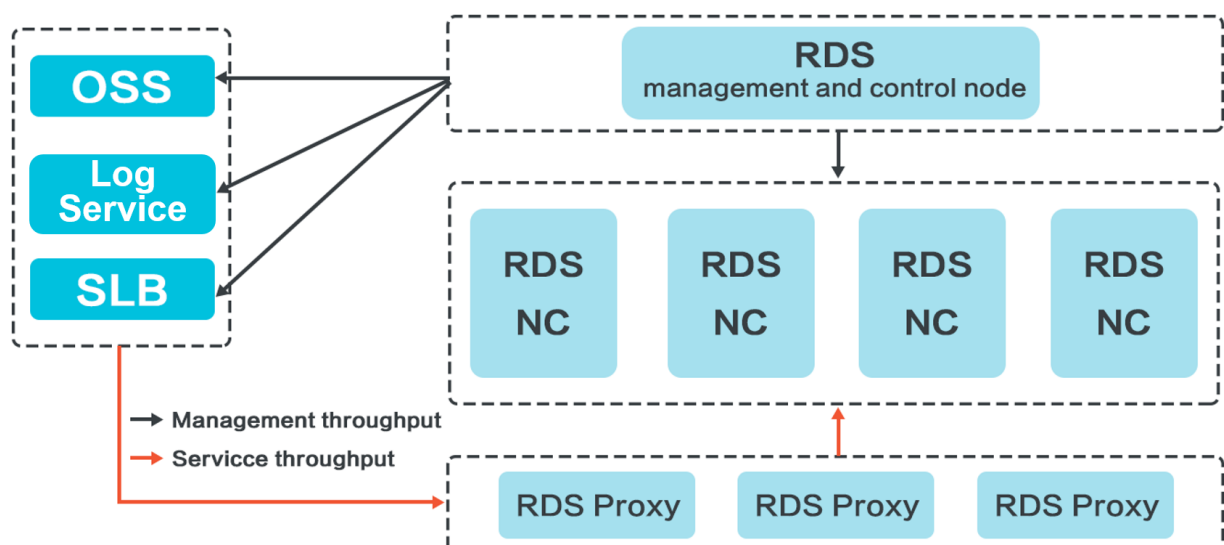 OSS
Log
Service
SLB
RDS
management and control node
RDS
NC
RDS
NC
RDS
NC
RDS
NC
Management throughput
Servicce throughput
RDS Proxy
RDS Proxy
RDS Proxy